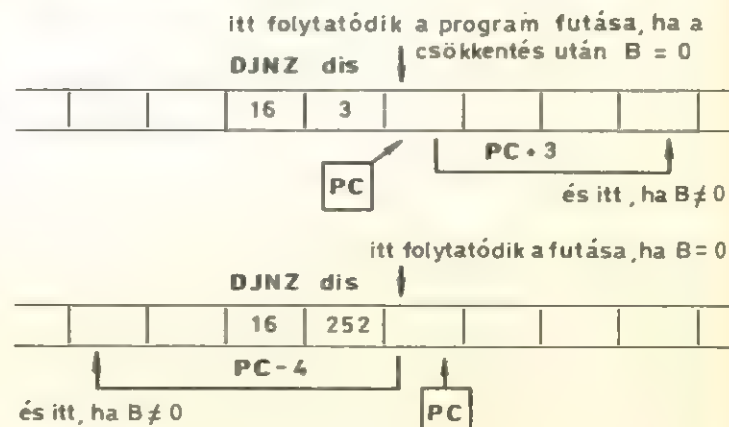 itt folytatódik a program futása, ha a
csökkentés után B = 0
DJNZ dis
16 3
PC + 3
PC
és itt, ha B ≠ 0
itt folytatódik a futása, ha B = 0
DJNZ dis
16 252
PC - 4
és itt, ha B ≠ 0
PC